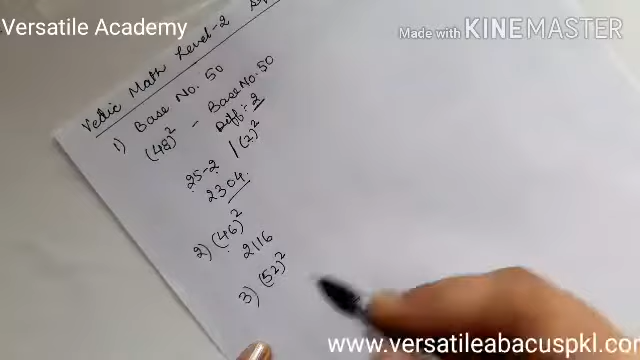 Versatile Academy
Made with KINEMASTER
Vedic Math Level-2
Base No. 50
1) (48)² - Base No. 50
Diff: 2
25-2 / (2)²
2304
2) (46)²
2116
3) (52)²
www.versatileabacuspkl.com